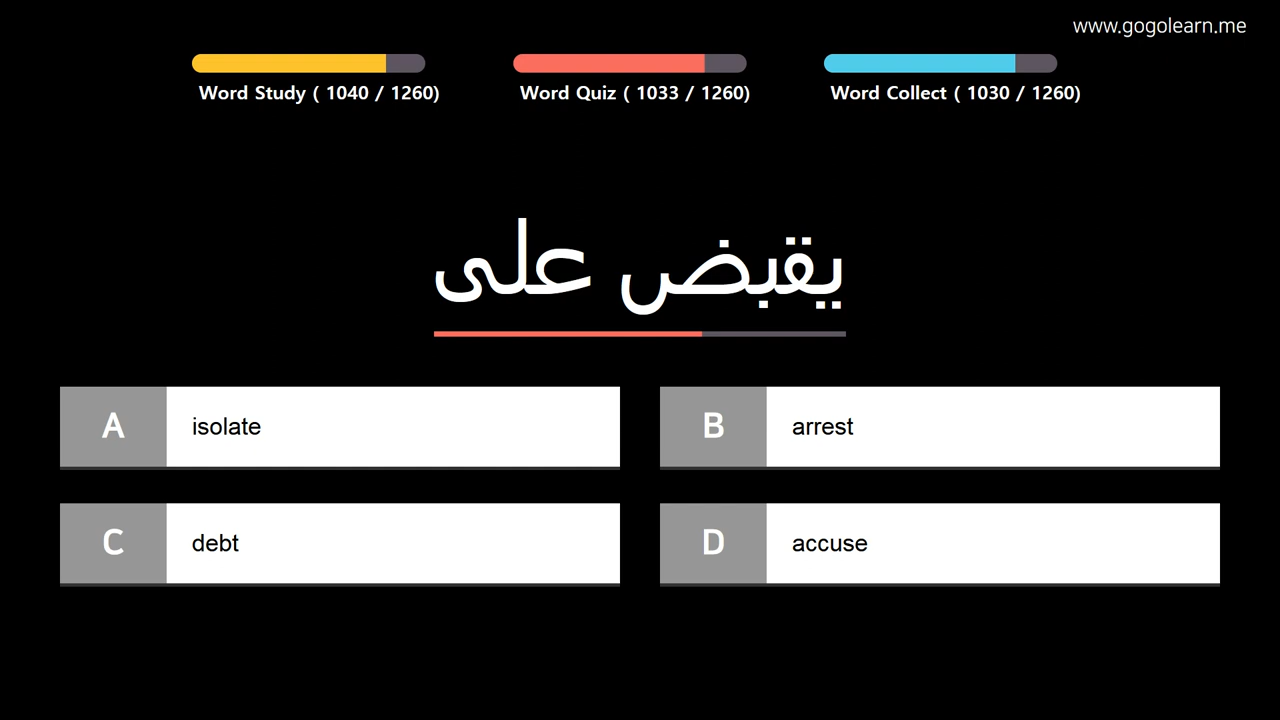 www.gogolearn.me
Word Study ( 1040 / 1260)
Word Quiz ( 1033 / 1260)
Word Collect ( 1030 / 1260)
يقبض على
A isolate
B arrest
C debt
D accuse